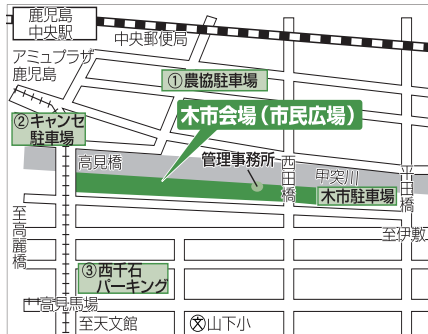 鹿児島
中央駅
中央郵便局
アミュプラザ
鹿児島
①農協駐車場
②キャンセ
駐車場
木市会場(市民広場)
高見橋
管理事務所
西田橋
甲突川
平田橋
木市駐車場
至高麗橋
至伊敷
③西千石
パーキング
高見馬場
至天文館
文山下小